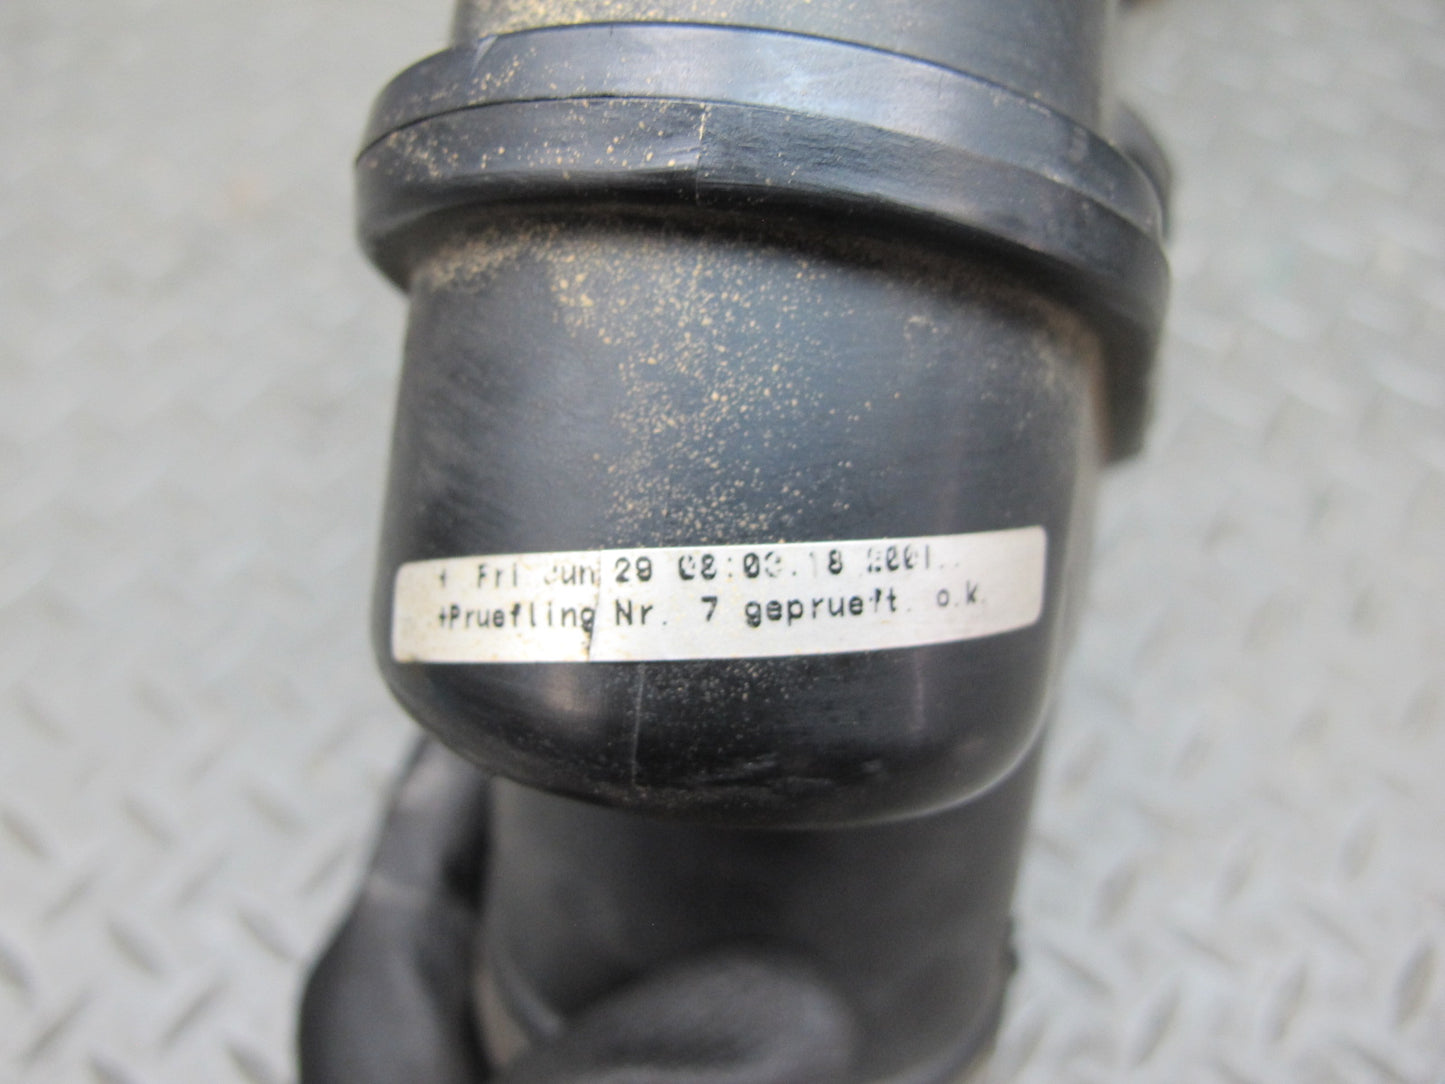 + Fri Jun 29 08:03:18 2001
+Pruefling Nr. 7 geprueft. o.k.